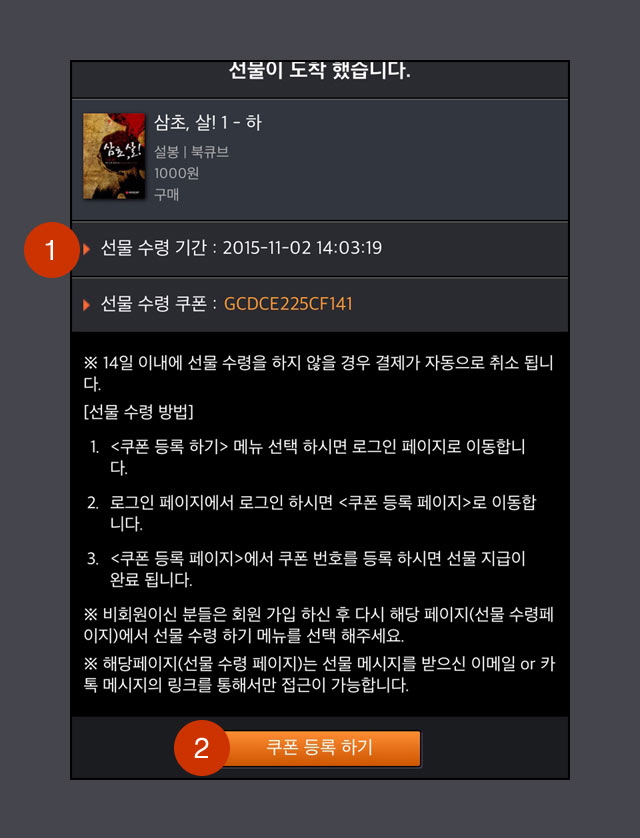 선물이 도착 했습니다.
삼초, 살!
삼초, 살! 1 - 하
설봉 | 북큐브
1000원
구매
1
선물 수령 기간 : 2015-11-02 14:03:19
선물 수령 쿠폰 : GCDCE225CF141
※ 14일 이내에 선물 수령을 하지 않을 경우 결제가 자동으로 취소 됩니
다.
[선물 수령 방법]
1. <쿠폰 등록 하기> 메뉴 선택 하시면 로그인 페이지로 이동합니
다.
2. 로그인 페이지에서 로그인 하시면 <쿠폰 등록 페이지>로 이동합
니다.
3. <쿠폰 등록 페이지>에서 쿠폰 번호를 등록 하시면 선물 지급이
완료 됩니다.
※ 비회원이신 분들은 회원 가입 하신 후 다시 해당 페이지(선물 수령페
이지)에서 선물 수령 하기 메뉴를 선택 해주세요.
※ 해당페이지(선물 수령 페이지)는 선물 메시지를 받으신 이메일 or 카
톡 메시지의 링크를 통해서만 접근이 가능합니다.
2
쿠폰 등록 하기